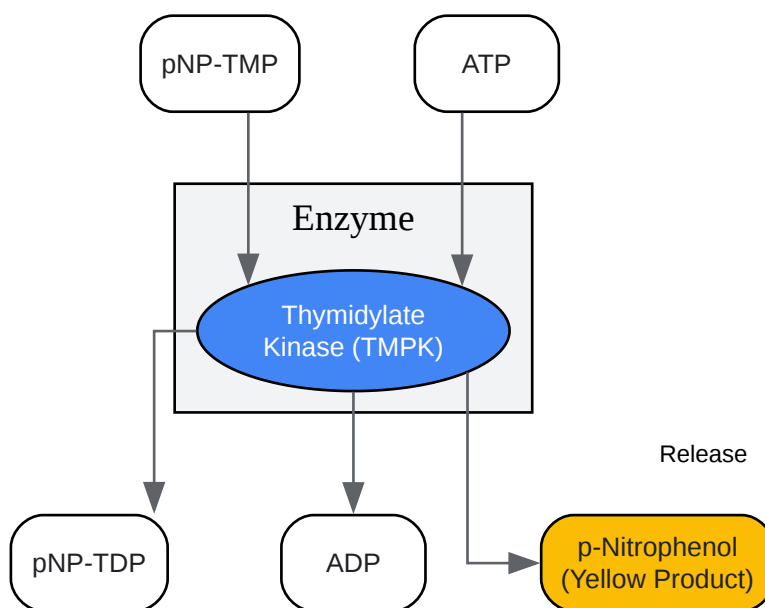 pNP-TMP
ATP
Enzyme
Thymidylate
Kinase (TMPK)
Release
pNP-TDP
ADP
p-Nitrophenol
(Yellow Product)